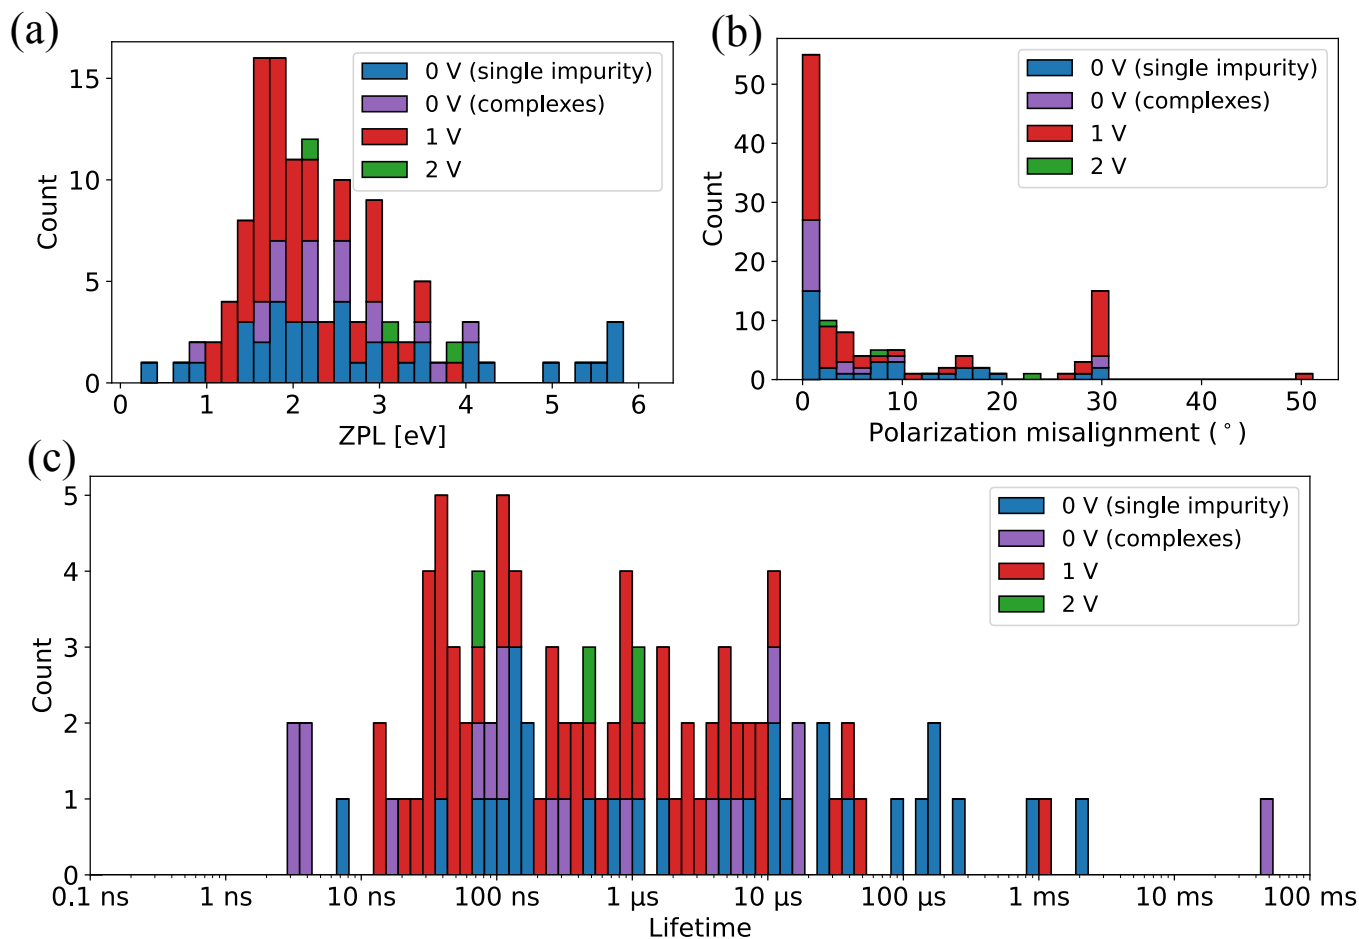 (a)
Count
15
10
5
0
0 V (single impurity)
0 V (complexes)
1 V
2 V
0 1 2 3 4 5 6
ZPL [eV]
(b)
Count
50
40
30
20
10
0
0 V (single impurity)
0 V (complexes)
1 V
2 V
0 10 20 30 40 50
Polarization misalignment (°)
(c)
Count
5
4
3
2
1
0
0 V (single impurity)
0 V (complexes)
1 V
2 V
0.1 ns 1 ns 10 ns 100 ns 1 μs 10 μs 100 μs 1 ms 10 ms 100 ms
Lifetime